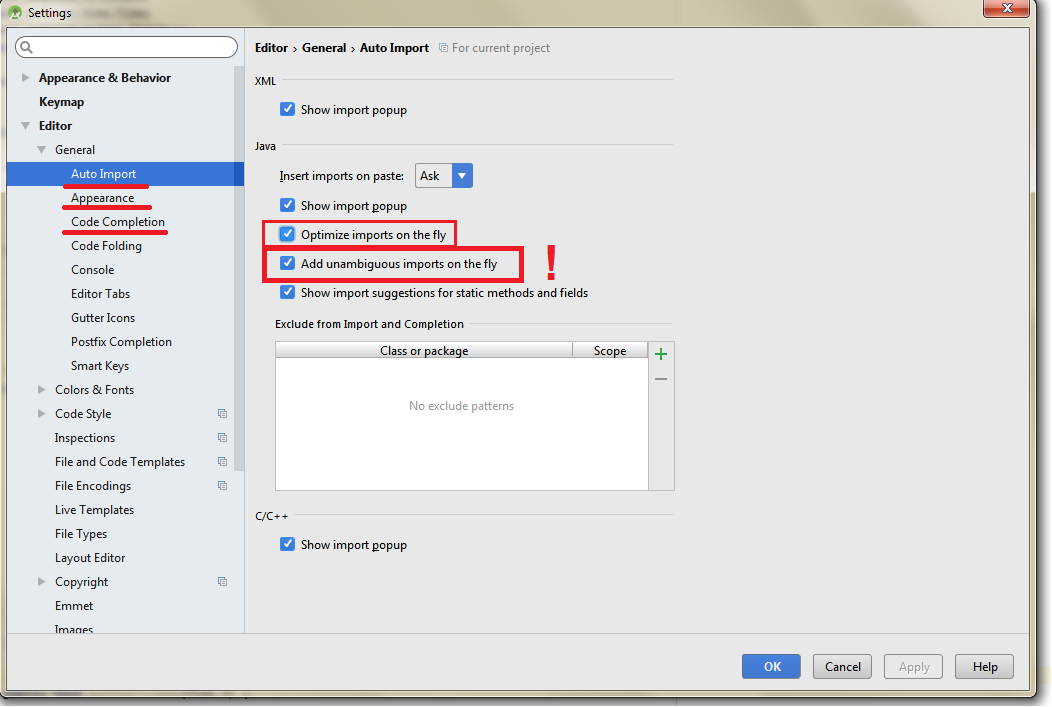 Settings
Editor › General › Auto Import For current project
Appearance & Behavior
Keymap
Editor
General
Auto Import
Appearance
Code Completion
Code Folding
Console
Editor Tabs
Gutter Icons
Postfix Completion
Smart Keys
Colors & Fonts
Code Style
Inspections
File and Code Templates
File Encodings
Live Templates
File Types
Layout Editor
Copyright
Emmet
Images
XML
Show import popup
Java
Insert imports on paste: Ask
Show import popup
Optimize imports on the fly
Add unambiguous imports on the fly !
Show import suggestions for static methods and fields
Exclude from Import and Completion
Class or package Scope
No exclude patterns
C/C++
Show import popup
OK Cancel Apply Help